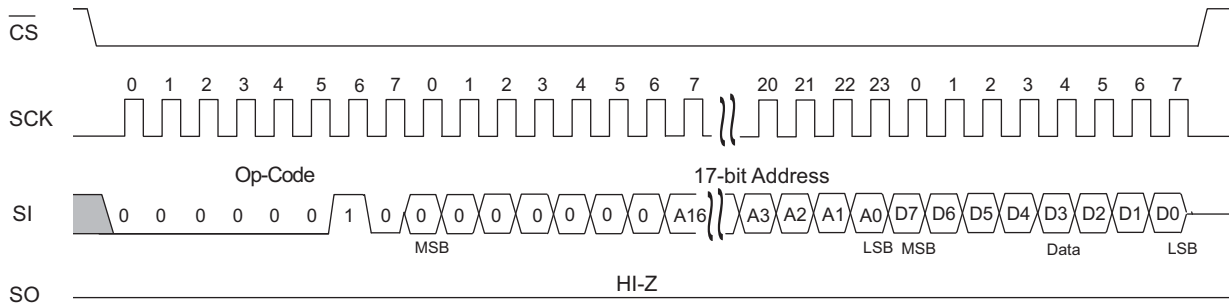 CS
0 1 2 3 4 5 6 7 0 1 2 3 4 5 6 7 20 21 22 23 0 1 2 3 4 5 6 7
SCK
Op-Code 17-bit Address
SI 0 0 0 0 0 0 1 0 0 0 0 0 0 0 0 A16 A3 A2 A1 A0 D7 D6 D5 D4 D3 D2 D1 D0
MSB LSB MSB Data LSB
HI-Z
SO